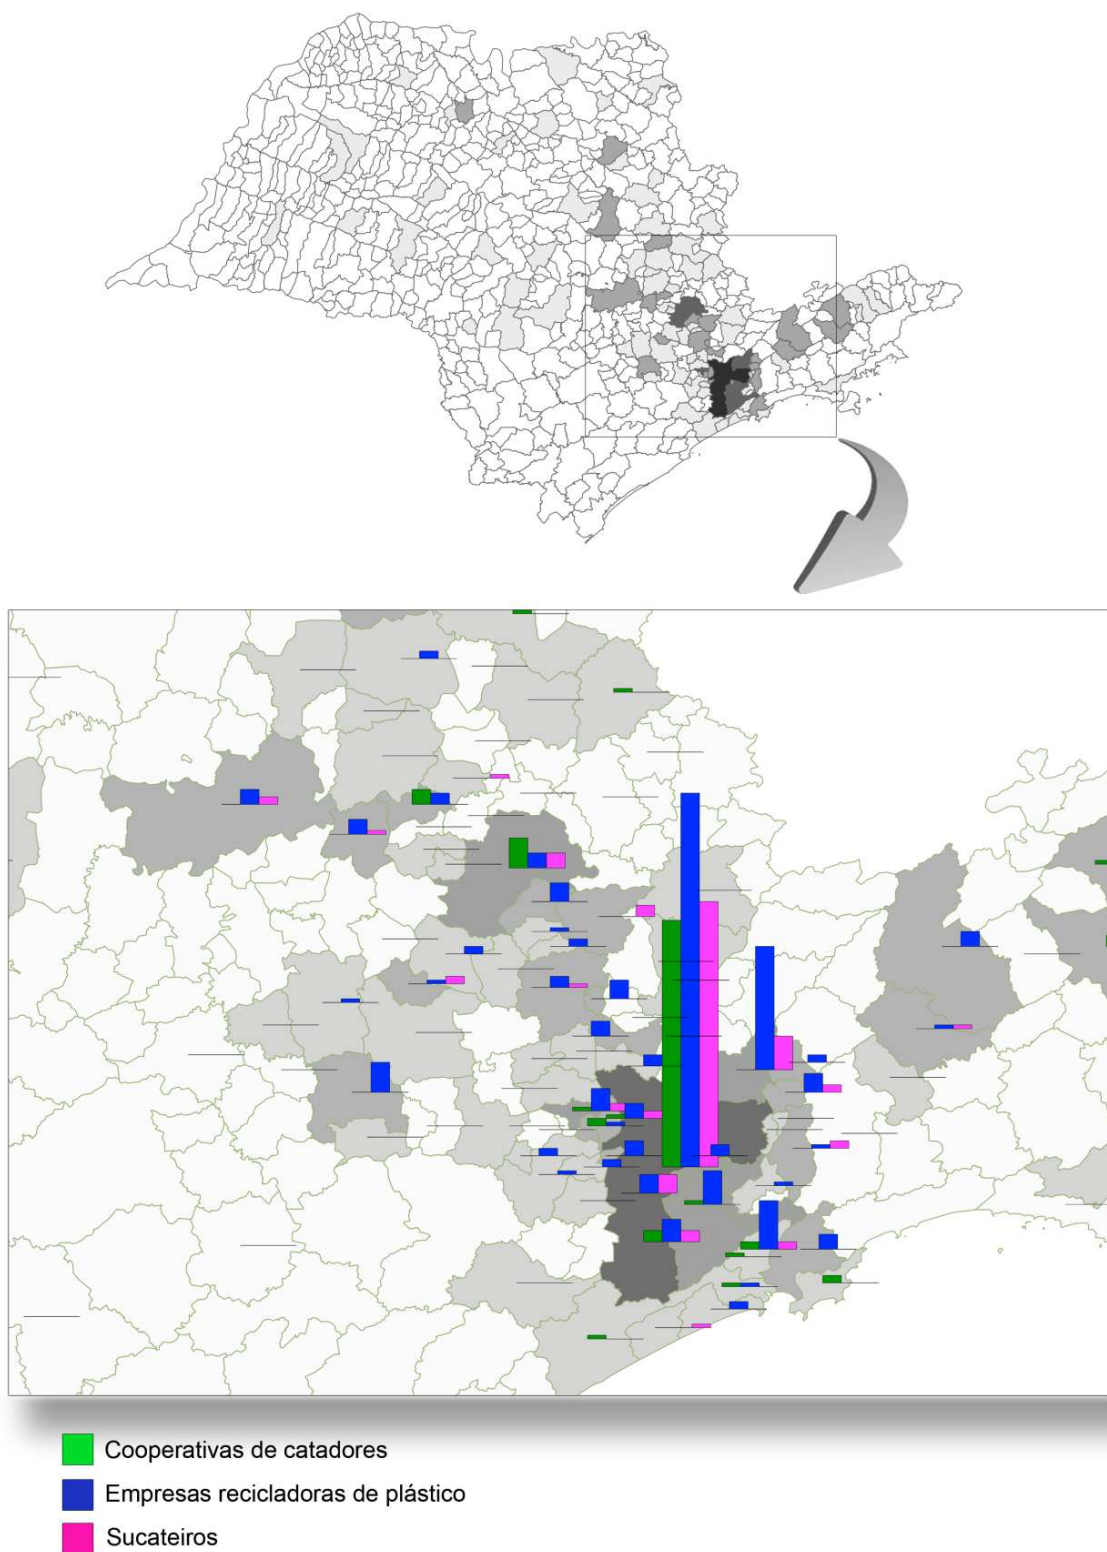 Cooperativas de catadores
Empresas recicladoras de plástico
Sucateiros